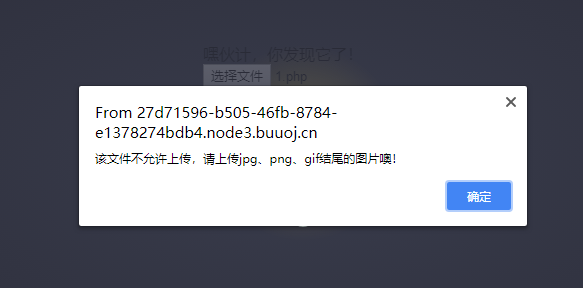 嘿伙计，你发现它了！
选择文件 1.php
From 27d71596-b505-46fb-8784-
e1378274bdb4.node3.buuoj.cn
该文件不允许上传，请上传jpg、png、gif结尾的图片噢！
确定